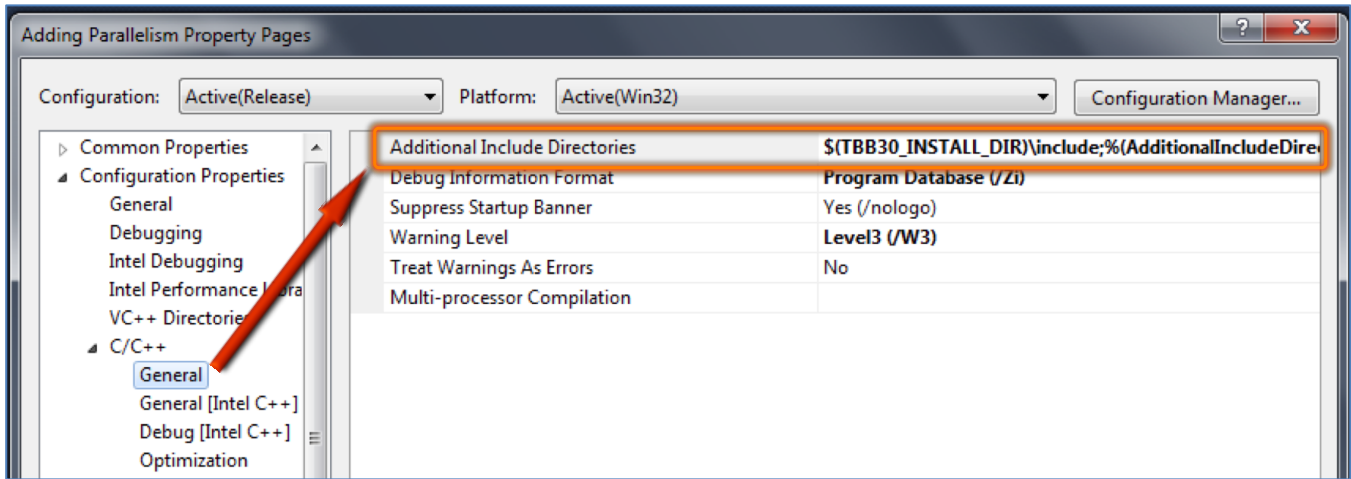 Adding Parallelism Property Pages
? X
Configuration: Active(Release) Platform: Active(Win32) Configuration Manager...
Common Properties
Configuration Properties
General
Debugging
Intel Debugging
Intel Performance
VC++ Directories
C/C++
General
General [Intel C++]
Debug [Intel C++]
Optimization
Additional Include Directories $(TBB30_INSTALL_DIR)\include;%(AdditionalIncludeDire
Debug Information Format Program Database (/Zi)
Suppress Startup Banner Yes (/nologo)
Warning Level Level3 (/W3)
Treat Warnings As Errors No
Multi-processor Compilation